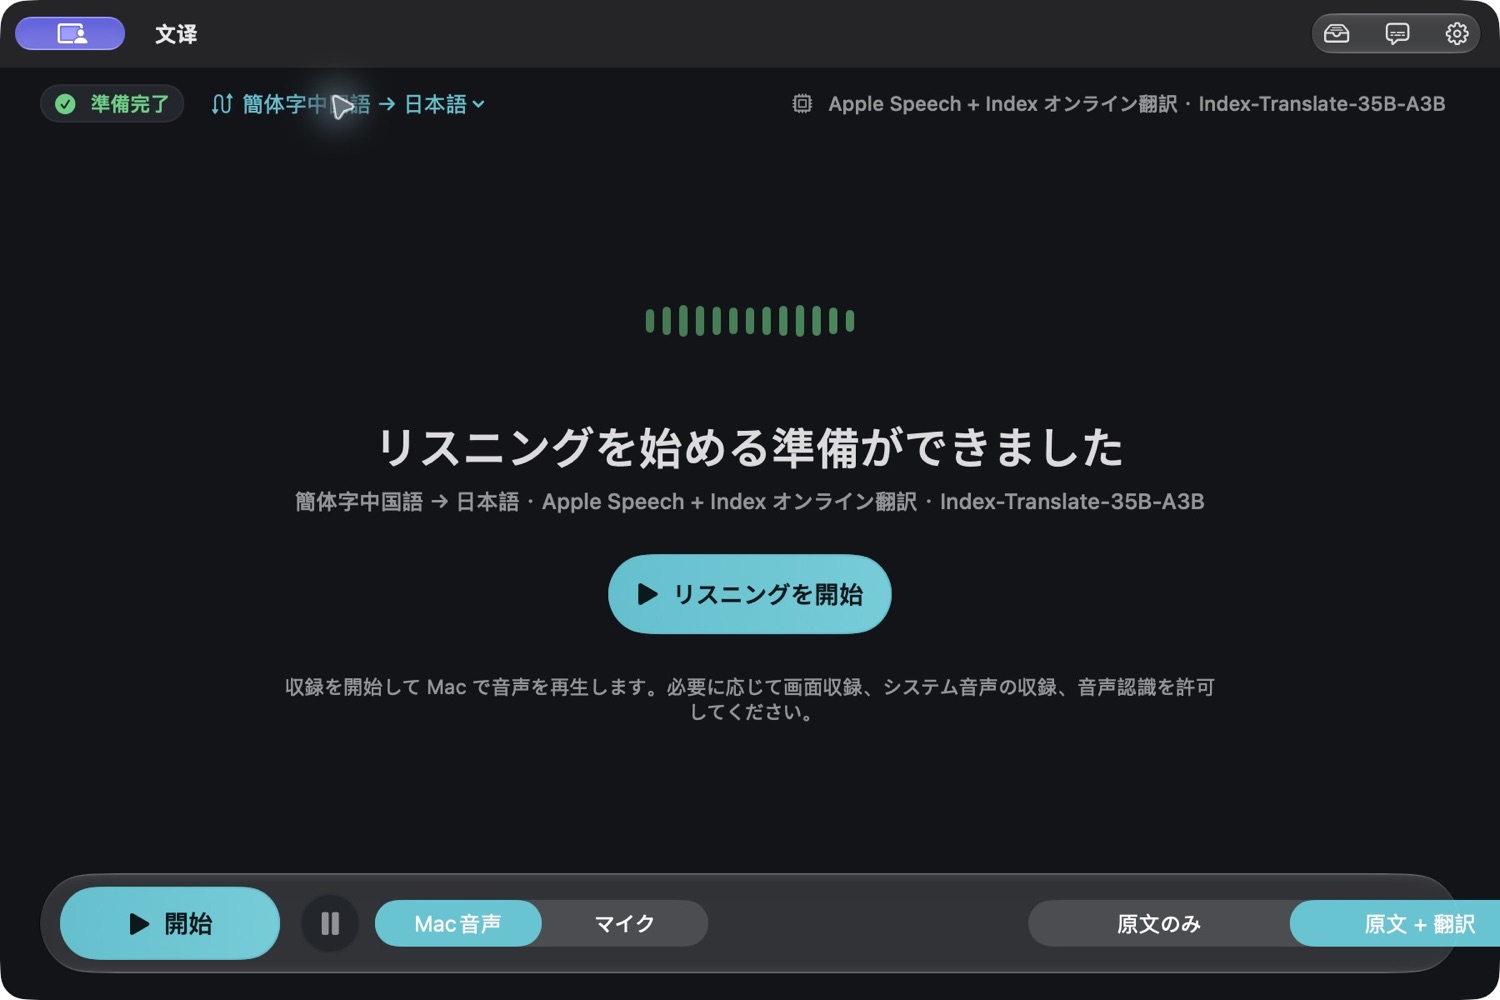 文译
準備完了 簡体字中国語 → 日本語
Apple Speech + Index オンライン翻訳 · Index-Translate-35B-A3B
リスニングを始める準備ができました
簡体字中国語 → 日本語 · Apple Speech + Index オンライン翻訳 · Index-Translate-35B-A3B
リスニングを開始
収録を開始して Mac で音声を再生します。必要に応じて画面収録、システム音声の収録、音声認識を許可
してください。
開始 Mac音声 マイク 原文のみ 原文 + 翻訳